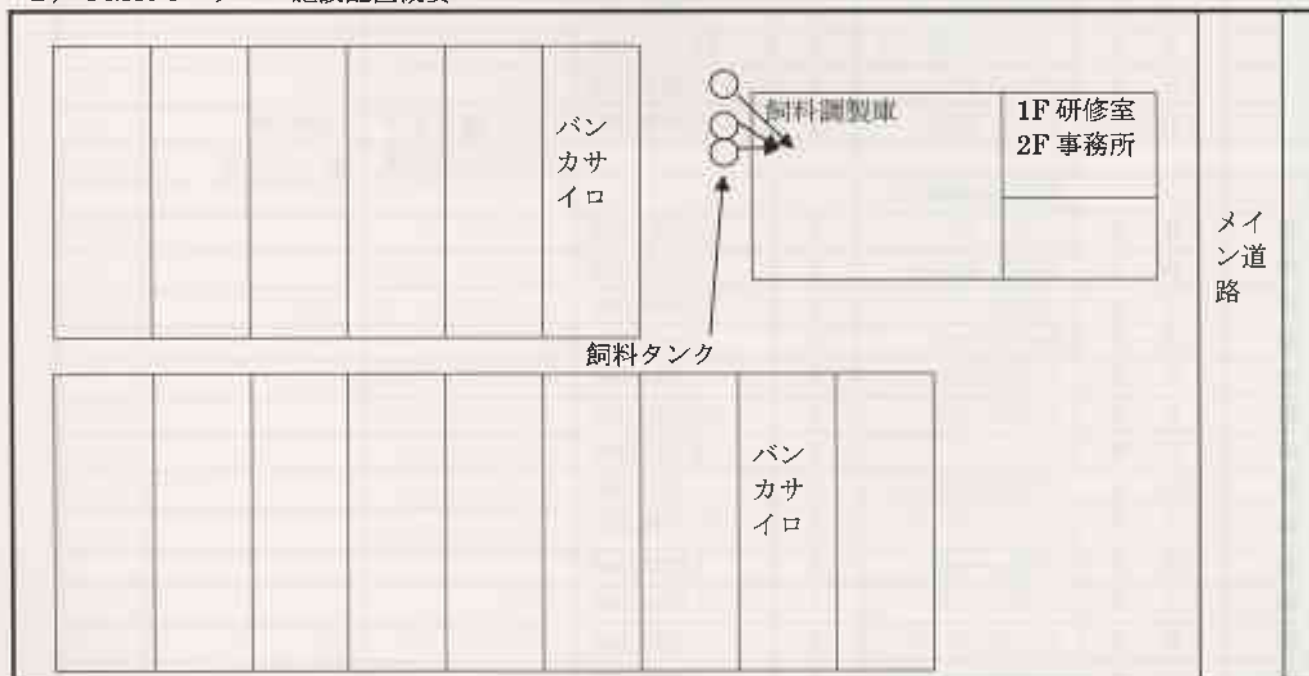 バン
カサ
イロ
飼料調製庫
1F 研修室
2F 事務所
メイ
ン道
路
飼料タンク
バン
カサ
イロ